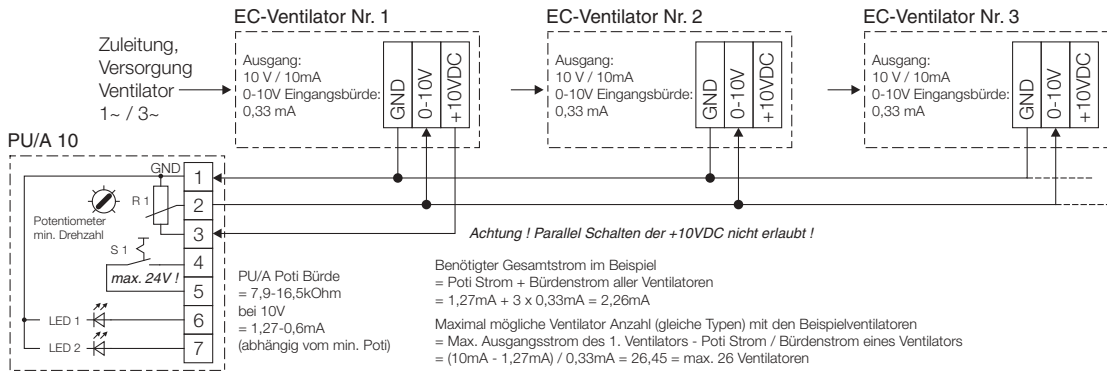 EC-Ventilator Nr. 1
EC-Ventilator Nr. 2
EC-Ventilator Nr. 3
Zuleitung,
Versorgung
Ventilator
1~ / 3~
Ausgang:
10 V / 10mA
0-10V Eingangsbürde:
0,33 mA
GND
0-10V
+10VDC
Ausgang:
10 V / 10mA
0-10V Eingangsbürde:
0,33 mA
GND
0-10V
+10VDC
Ausgang:
10 V / 10mA
0-10V Eingangsbürde:
0,33 mA
GND
0-10V
+10VDC
PU/A 10
GND
1
R 1
2
Potentiometer
min. Drehzahl
3
S 1
4
max. 24V !
5
LED 1
6
LED 2
7
Achtung ! Parallel Schalten der +10VDC nicht erlaubt !
PU/A Poti Bürde
= 7,9-16,5kOhm
bei 10V
= 1,27-0,6mA
(abhängig vom min. Poti)
Benötigter Gesamtstrom im Beispiel
= Poti Strom + Bürdenstrom aller Ventilatoren
= 1,27mA + 3 x 0,33mA = 2,26mA
Maximal mögliche Ventilator Anzahl (gleiche Typen) mit den Beispielventilatoren
= Max. Ausgangsstrom des 1. Ventilators - Poti Strom / Bürdenstrom eines Ventilators
= (10mA - 1,27mA) / 0,33mA = 26,45 = max. 26 Ventilatoren